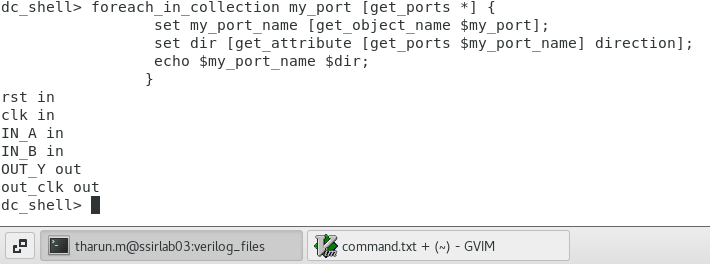 dc_shell> foreach_in_collection my_port [get_ports *] {
set my_port_name [get_object_name $my_port];
set dir [get_attribute [get_ports $my_port_name] direction];
echo $my_port_name $dir;
}
rst in
clk in
IN_A in
IN_B in
OUT_Y out
out_clk out
dc_shell>
tharun.m@ssirlab03:verilog_files
command.txt + (~) - GVIM